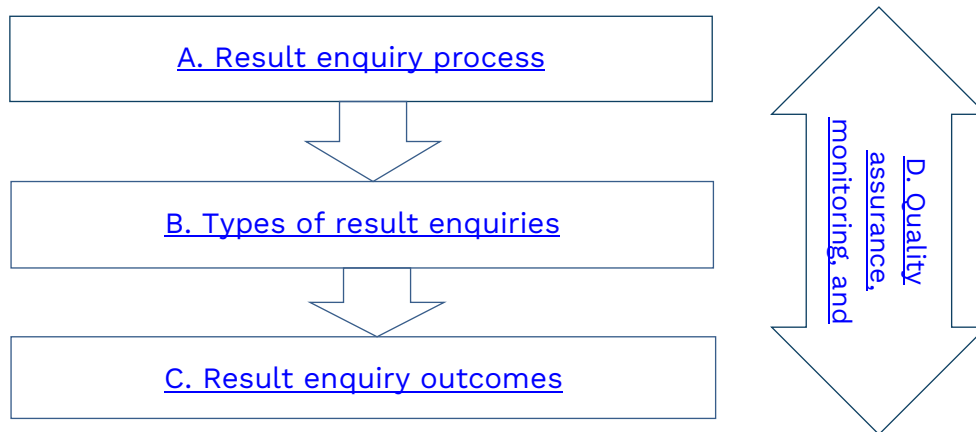 A. Result enquiry process
B. Types of result enquiries
C. Result enquiry outcomes
D. Quality
assurance,
monitoring, and